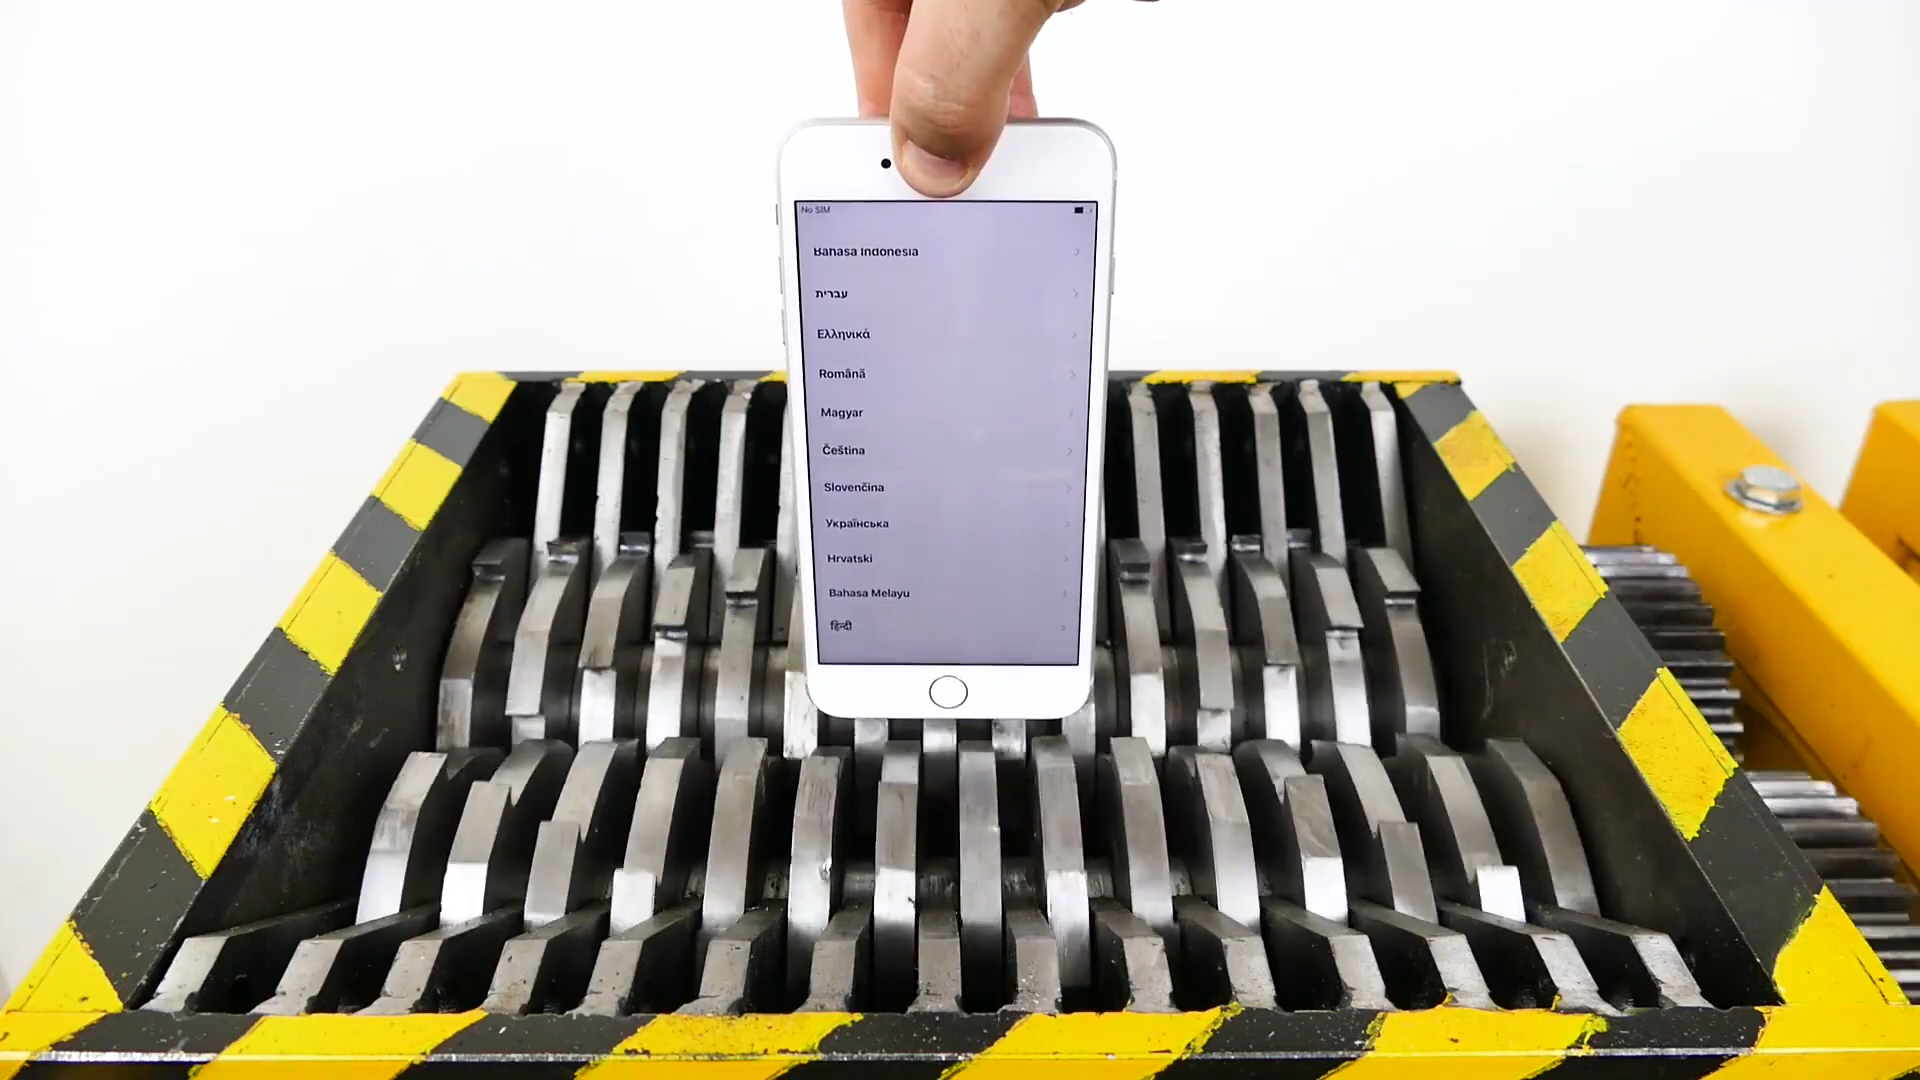 No SIM
Bahasa Indonesia
עברית
Ελληνικά
Română
Magyar
Čeština
Slovenčina
Українська
Hrvatski
Bahasa Melayu
हिन्दी